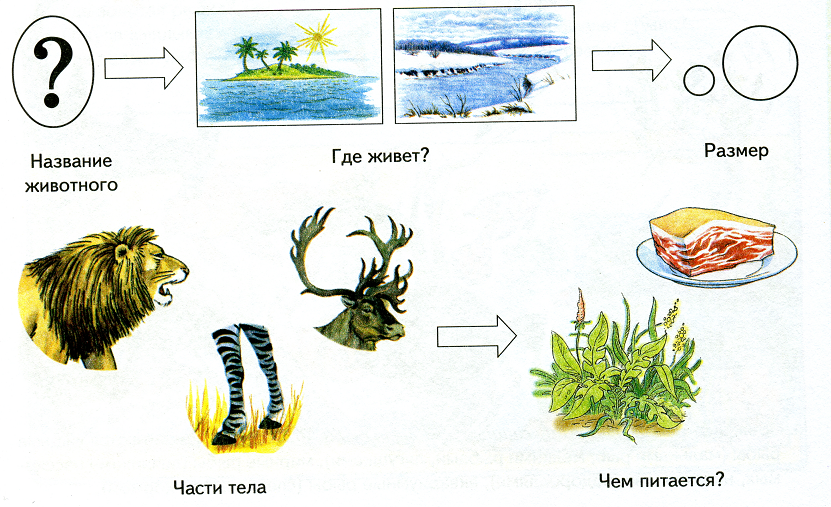 ?
Название
животного
Где живет?
Размер
Части тела
Чем питается?